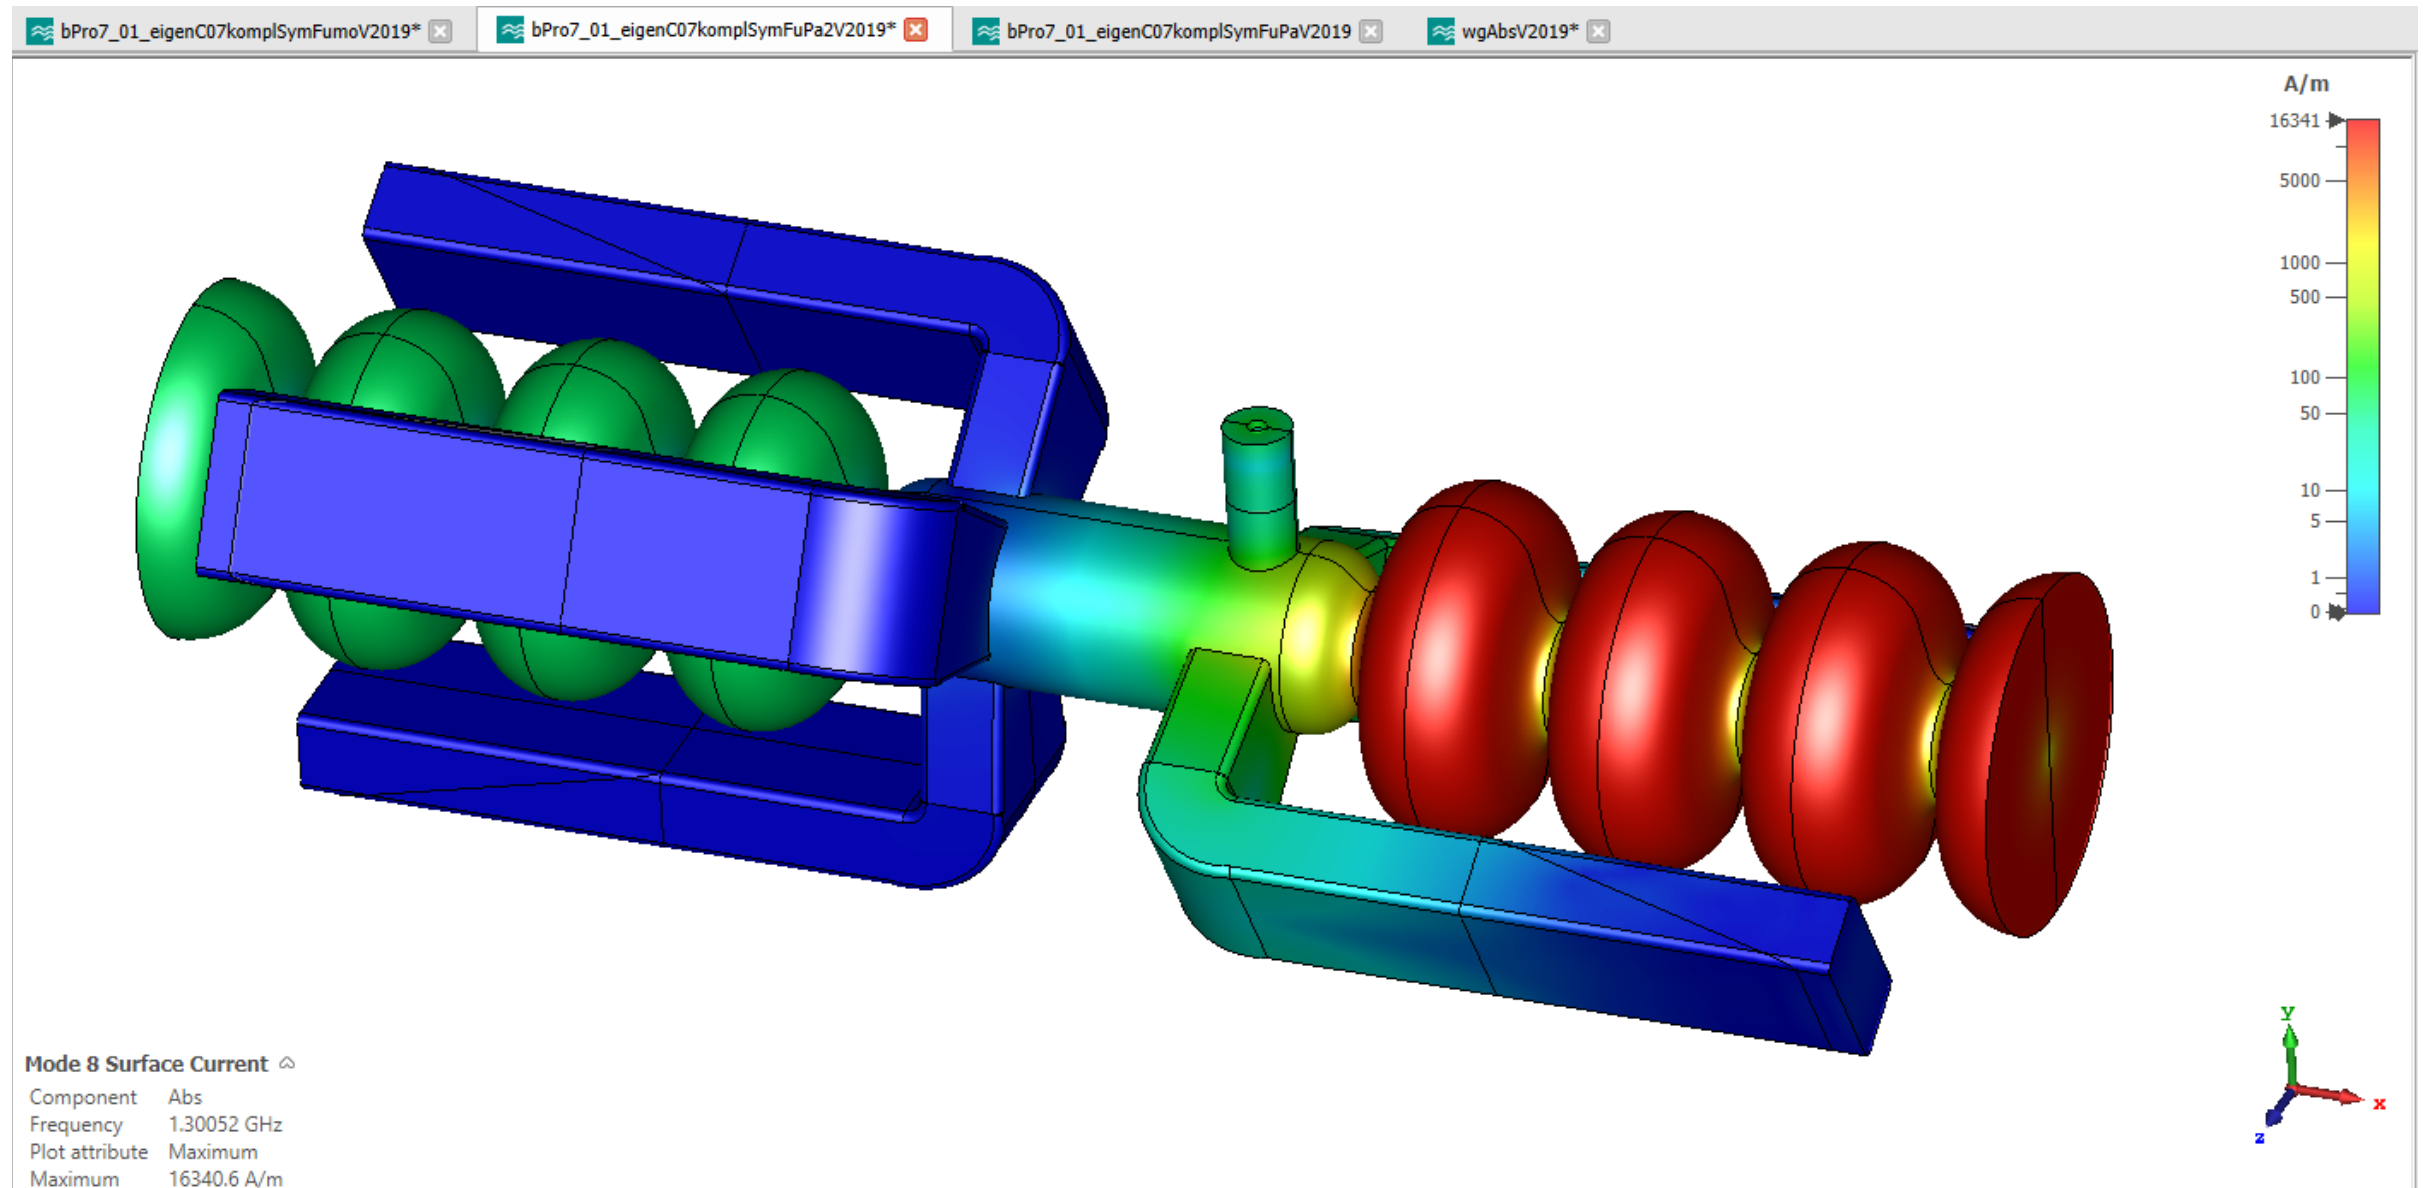 bPro7_01_eigenC07komplSymFumoV2019* bPro7_01_eigenC07komplSymFuPa2V2019* bPro7_01_eigenC07komplSymFuPaV2019 wgAbsV2019*
A/m
16341
5000
1000
500
100
50
10
5
1
0
y
x
z
Mode 8 Surface Current
Component Abs
Frequency 1.30052 GHz
Plot attribute Maximum
Maximum 16340.6 A/m